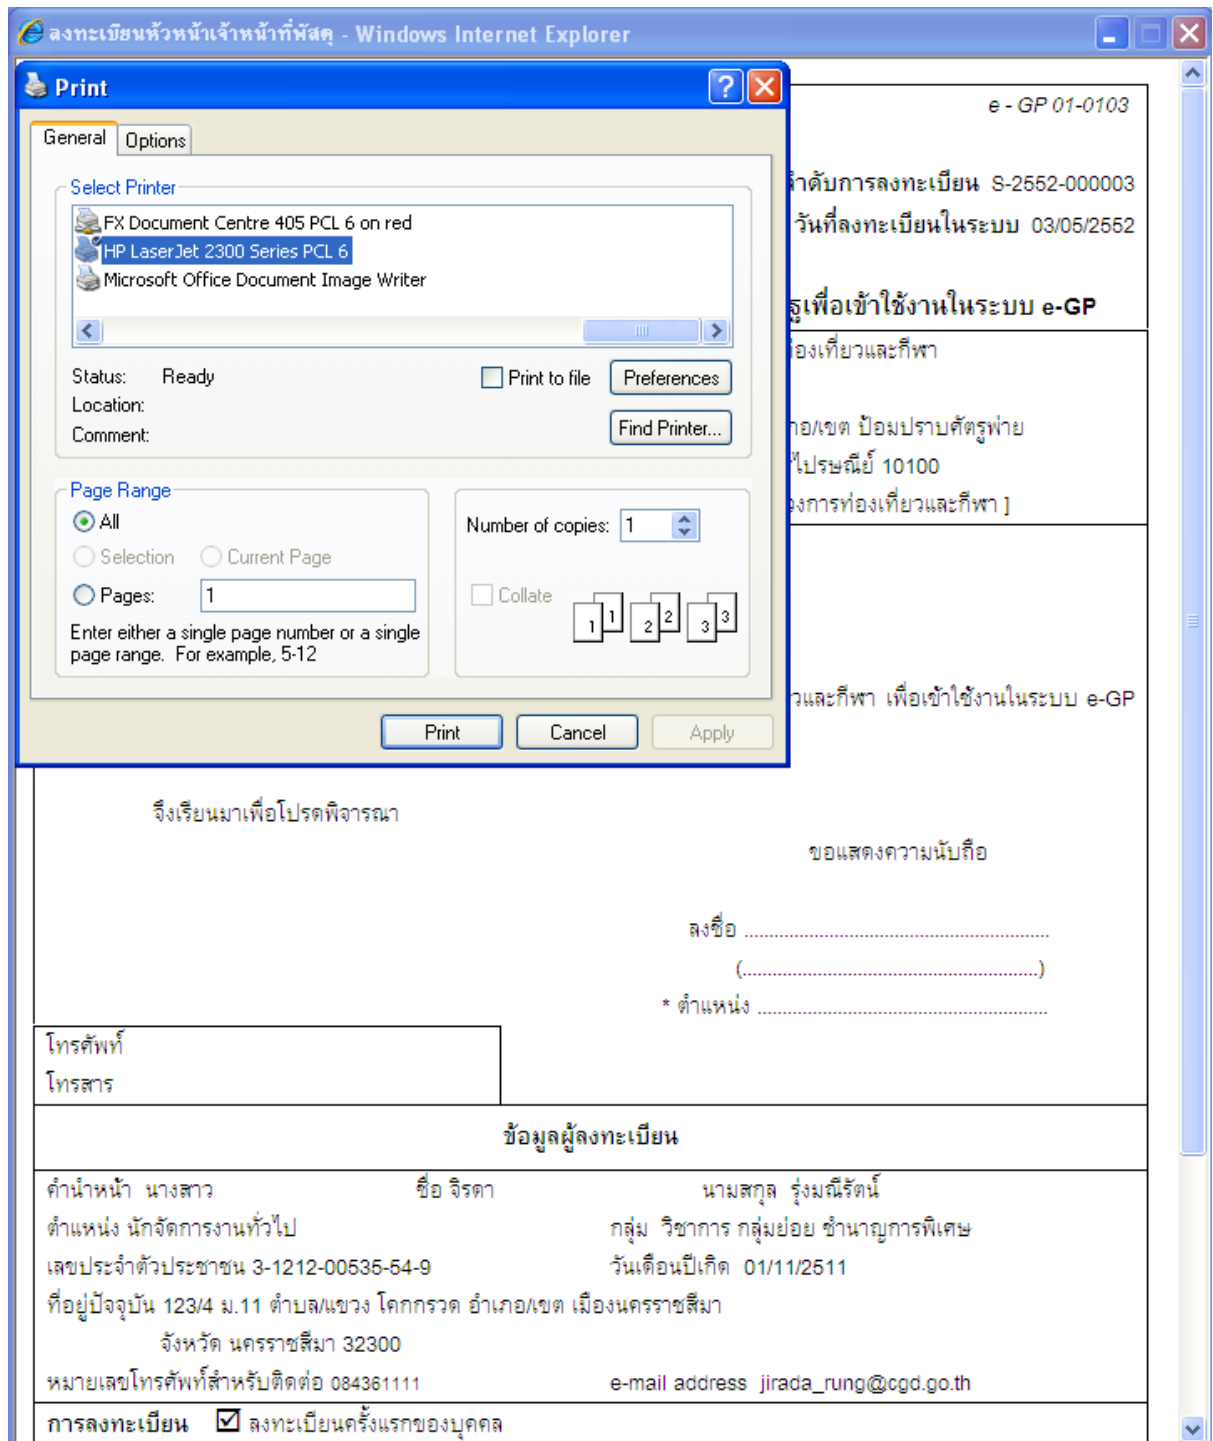 ลงทะเบียนหัวหน้าเจ้าหน้าที่พัสดุ - Windows Internet Explorer
Print
General Options
Select Printer
FX Document Centre 405 PCL 6 on red
HP LaserJet 2300 Series PCL 6
Microsoft Office Document Image Writer
Status: Ready
Print to file Preferences
Location:
Comment:
Find Printer...
Page Range
All
Selection Current Page
Pages: 1
Enter either a single page number or a single
page range. For example, 5-12
Number of copies: 1
Collate
1 1 2 2 3 3
Print Cancel Apply
e - GP 01-0103
ลำดับการลงทะเบียน S-2552-000003
วันที่ลงทะเบียนในระบบ 03/05/2552
ฐเพื่อเข้าใช้งานในระบบ e-GP
องเที่ยวและกีฬา
ภอ/เขต ป้อมปราบศัตรูพ่าย
ไปรษณีย์ 10100
วงการท่องเที่ยวและกีฬา ]
วและกีฬา เพื่อเข้าใช้งานในระบบ e-GP
จึงเรียนมาเพื่อโปรดพิจารณา
ขอแสดงความนับถือ
ลงชื่อ .............................................................
(...........................................................)
* ตำแหน่ง ..........................................................
โทรศัพท์
โทรสาร
ข้อมูลผู้ลงทะเบียน
คำนำหน้า นางสาว ชื่อ จิรดา นามสกุล รุ่งมณีรัตน์
ตำแหน่ง นักจัดการงานทั่วไป กลุ่ม วิชาการ กลุ่มย่อย ชำนาญการพิเศษ
เลขประจำตัวประชาชน 3-1212-00535-54-9 วันเดือนปีเกิด 01/11/2511
ที่อยู่ปัจจุบัน 123/4 ม.11 ตำบล/แขวง โคกกรวด อำเภอ/เขต เมืองนครราชสีมา
จังหวัด นครราชสีมา 32300
หมายเลขโทรศัพท์สำหรับติดต่อ 084361111 e-mail address jirada_rung@cgd.go.th
การลงทะเบียน ลงทะเบียนครั้งแรกของบุคคล